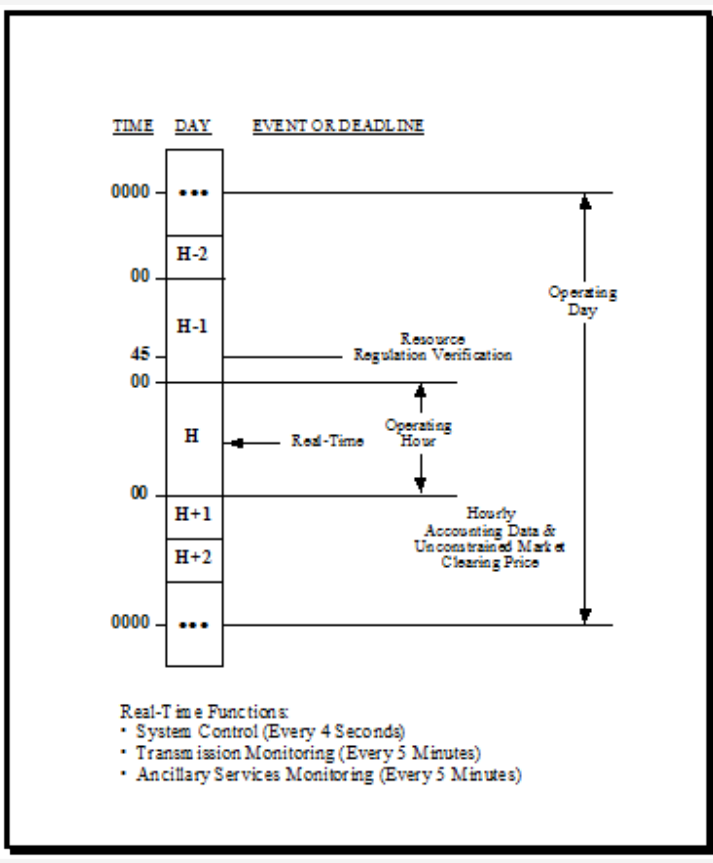 TIME DAY EVENT OR DEADLINE
0000 •••
H-2
00
H-1
Operating
Day
Resource
45 Regulation Verification
00
H Real-Time Operating
Hour
00
H+1 Hourly
Accounting Data &
Unconstrained Market
H+2 Clearing Price
0000 •••
Real-Time Functions:
• System Control (Every 4 Seconds)
• Transmission Monitoring (Every 5 Minutes)
• Ancillary Services Monitoring (Every 5 Minutes)